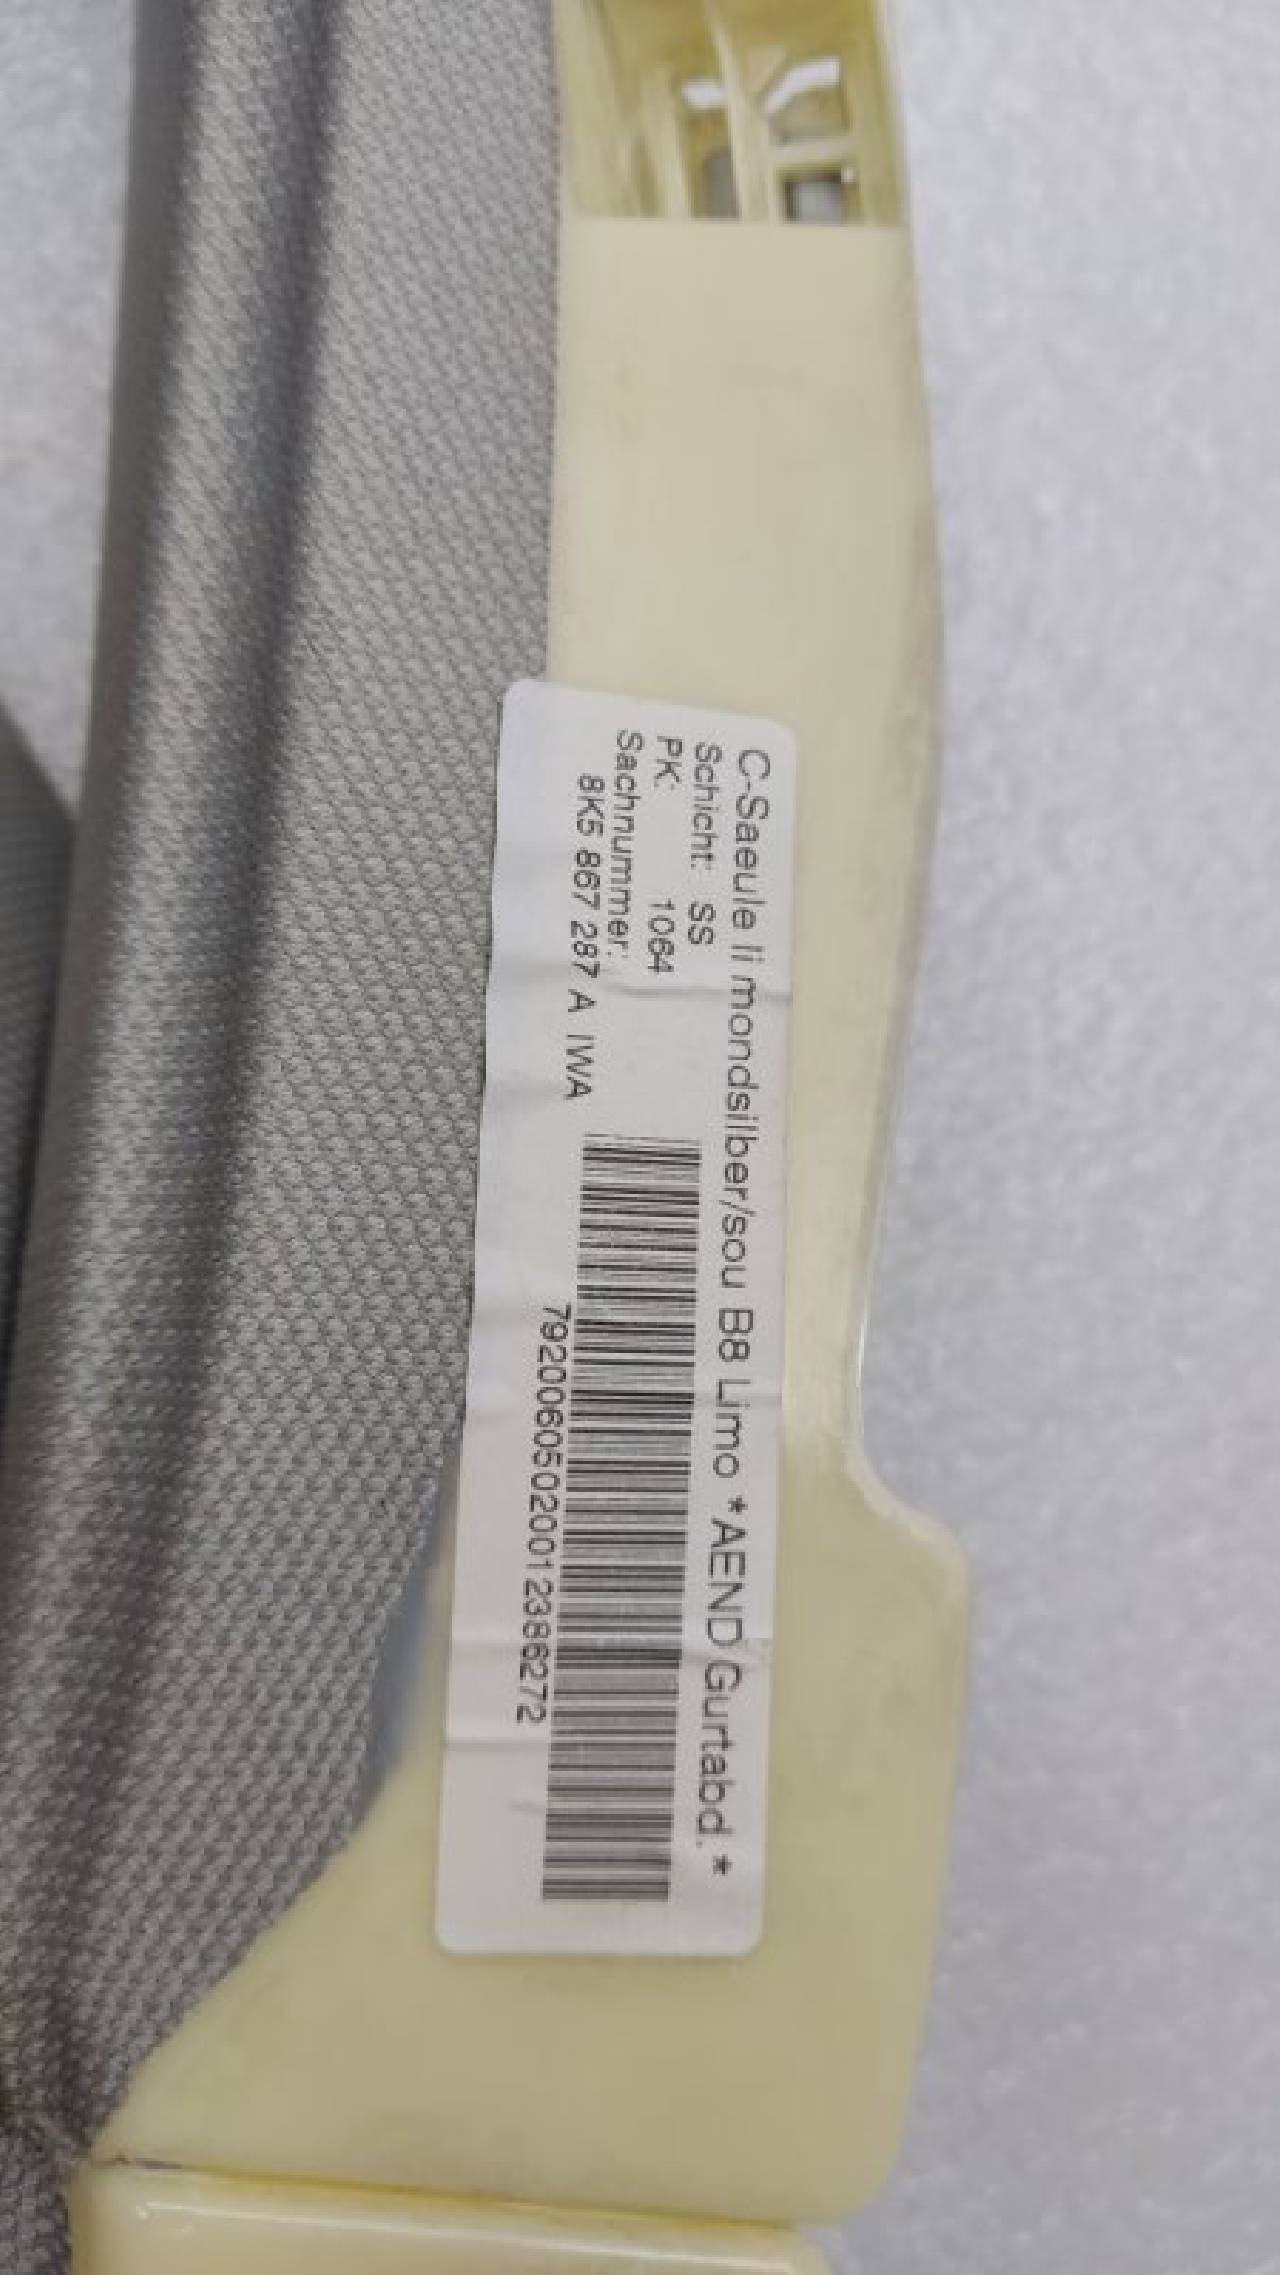 C-Saeule li mondsilber/sou B8 Limo *AEND Gurtabd.*
Schicht: SS
PK: 1064
Sachnummer:
8K5 867 287 A IWA
79200605020012386272